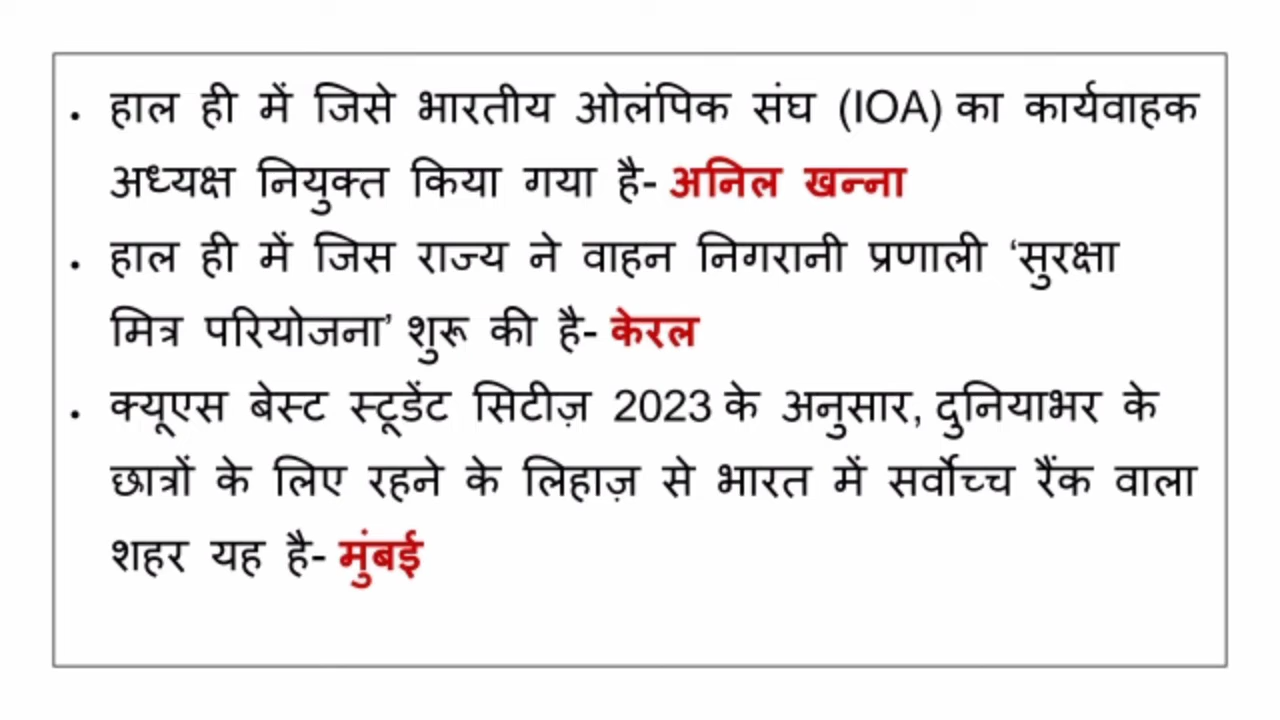 • हाल ही में जिसे भारतीय ओलंपिक संघ (IOA) का कार्यवाहक
अध्यक्ष नियुक्त किया गया है- अनिल खन्ना
• हाल ही में जिस राज्य ने वाहन निगरानी प्रणाली ‘सुरक्षा
मित्र परियोजना’ शुरू की है- केरल
• क्यूएस बेस्ट स्टूडेंट सिटीज़ 2023 के अनुसार, दुनियाभर के
छात्रों के लिए रहने के लिहाज़ से भारत में सर्वोच्च रैंक वाला
शहर यह है- मुंबई